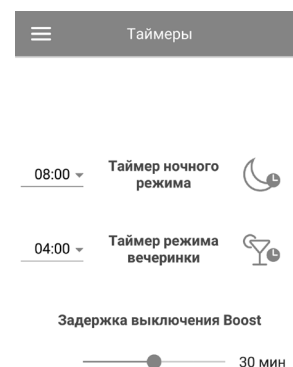 Таймеры
08:00
Таймер ночного
режима
04:00
Таймер режима
вечеринки
Задержка выключения Boost
30 мин